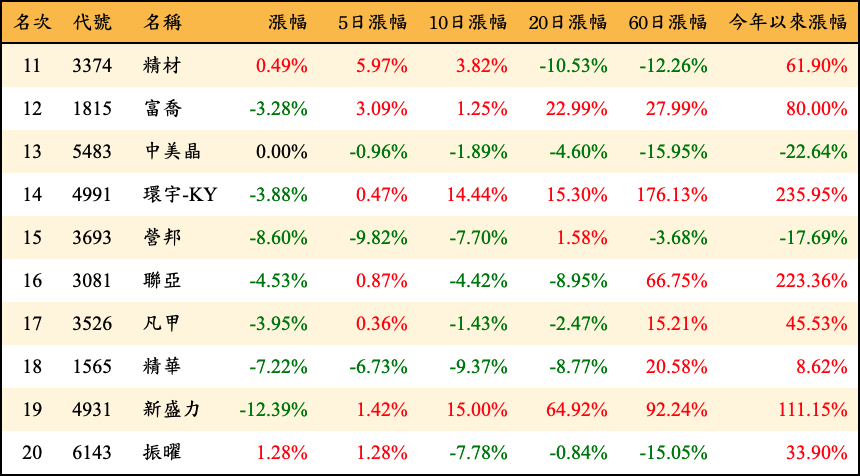 名次 代號 名稱 漲幅 5日漲幅 10日漲幅 20日漲幅 60日漲幅 今年以來漲幅
11 3374 精材 0.49% 5.97% 3.82% -10.53% -12.26% 61.90%
12 1815 富喬 -3.28% 3.09% 1.25% 22.99% 27.99% 80.00%
13 5483 中美晶 0.00% -0.96% -1.89% -4.60% -15.95% -22.64%
14 4991 環宇-KY -3.88% 0.47% 14.44% 15.30% 176.13% 235.95%
15 3693 營邦 -8.60% -9.82% -7.70% 1.58% -3.68% -17.69%
16 3081 聯亞 -4.53% 0.87% -4.42% -8.95% 66.75% 223.36%
17 3526 凡甲 -3.95% 0.36% -1.43% -2.47% 15.21% 45.53%
18 1565 精華 -7.22% -6.73% -9.37% -8.77% 20.58% 8.62%
19 4931 新盛力 -12.39% 1.42% 15.00% 64.92% 92.24% 111.15%
20 6143 振曜 1.28% 1.28% -7.78% -0.84% -15.05% 33.90%